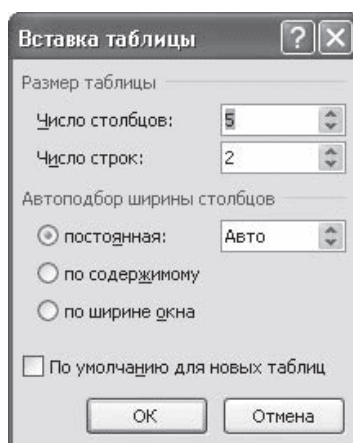 Вставка таблицы ? X
Размер таблицы
Число столбцов: 5
Число строк: 2
Автоподбор ширины столбцов
постоянная: Авто
по содержимому
по ширине окна
По умолчанию для новых таблиц
ОК Отмена